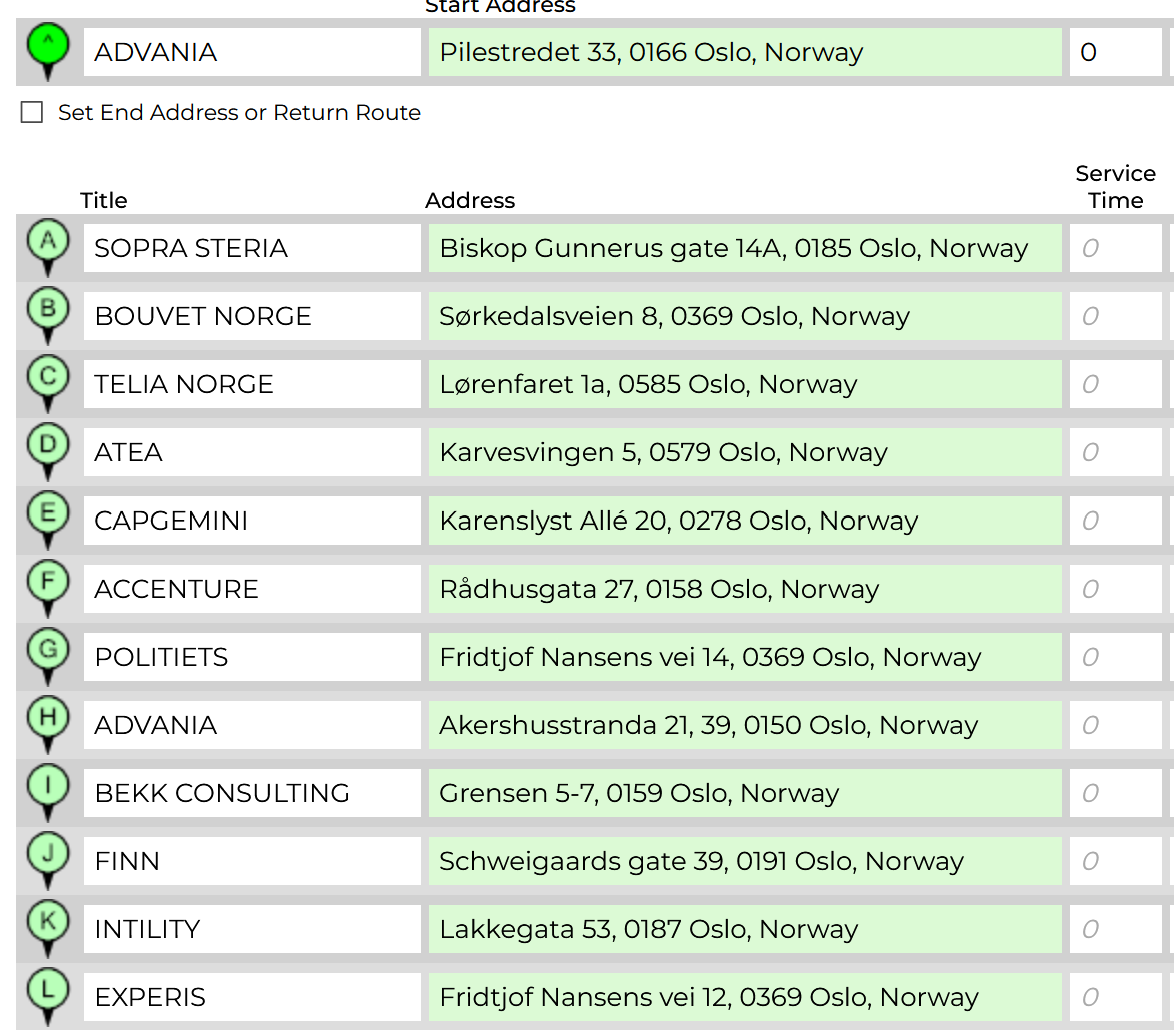 Start Address
^ ADVANIA Pilestredet 33, 0166 Oslo, Norway 0
Set End Address or Return Route
Service
Title Address Time
A SOPRA STERIA Biskop Gunnerus gate 14A, 0185 Oslo, Norway 0
B BOUVET NORGE Sørkedalsveien 8, 0369 Oslo, Norway 0
C TELIA NORGE Lørenfaret 1a, 0585 Oslo, Norway 0
D ATEA Karvesvingen 5, 0579 Oslo, Norway 0
E CAPGEMINI Karenslyst Allé 20, 0278 Oslo, Norway 0
F ACCENTURE Rådhusgata 27, 0158 Oslo, Norway 0
G POLITIETS Fridtjof Nansens vei 14, 0369 Oslo, Norway 0
H ADVANIA Akershusstranda 21, 39, 0150 Oslo, Norway 0
I BEKK CONSULTING Grensen 5-7, 0159 Oslo, Norway 0
J FINN Schweigaards gate 39, 0191 Oslo, Norway 0
K INTILITY Lakkegata 53, 0187 Oslo, Norway 0
L EXPERIS Fridtjof Nansens vei 12, 0369 Oslo, Norway 0